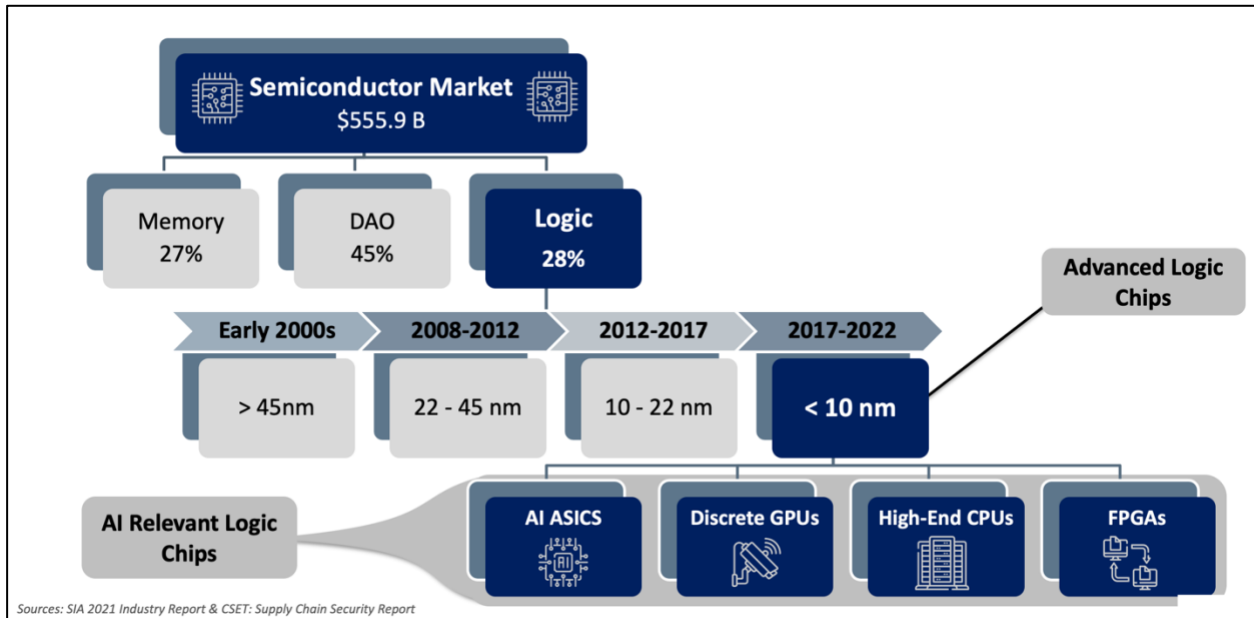 Semiconductor Market
$555.9 B
Memory
27%
DAO
45%
Logic
28%
Advanced Logic
Chips
Early 2000s
2008-2012
2012-2017
2017-2022
> 45nm
22 - 45 nm
10 - 22 nm
< 10 nm
AI Relevant Logic
Chips
AI ASICS
AI
Discrete GPUs
High-End CPUs
FPGAs
Sources: SIA 2021 Industry Report & CSET: Supply Chain Security Report